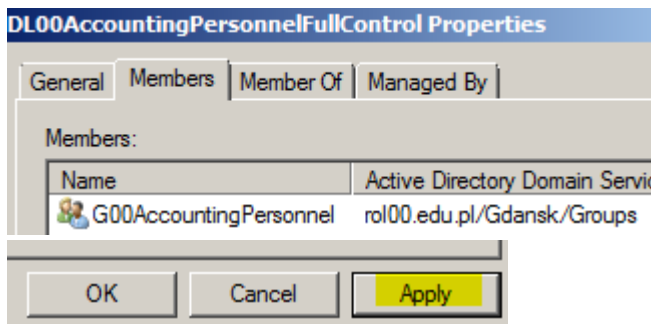 DL00AccountingPersonnelFullControl Properties
General Members Member Of Managed By
Members:
Name Active Directory Domain Servic
G00AccountingPersonnel rol00.edu.pl/Gdansk/Groups
OK Cancel Apply